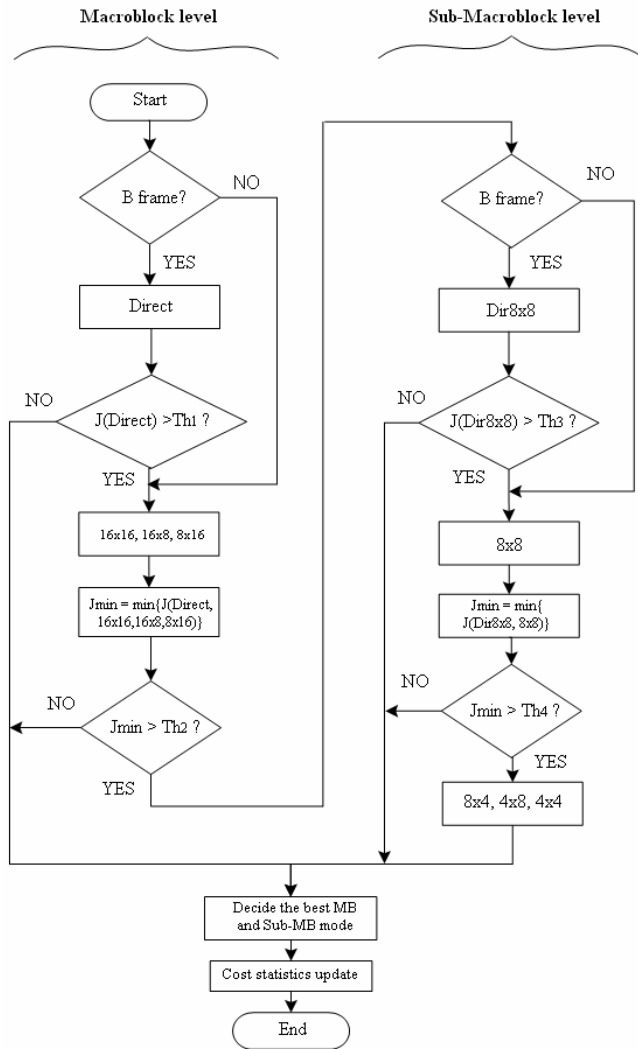 Macroblock level
Start
B frame?
NO
YES
Direct
NO
J(Direct) >Th1 ?
YES
16x16, 16x8, 8x16
Jmin = min{J(Direct,
16x16,16x8,8x16)}
NO
Jmin > Th2 ?
YES
Sub-Macroblock level
B frame?
NO
YES
Dir8x8
NO
J(Dir8x8) > Th3 ?
YES
8x8
Jmin = min{
J(Dir8x8, 8x8)}
NO
Jmin > Th4 ?
YES
8x4, 4x8, 4x4
Decide the best MB
and Sub-MB mode
Cost statistics update
End